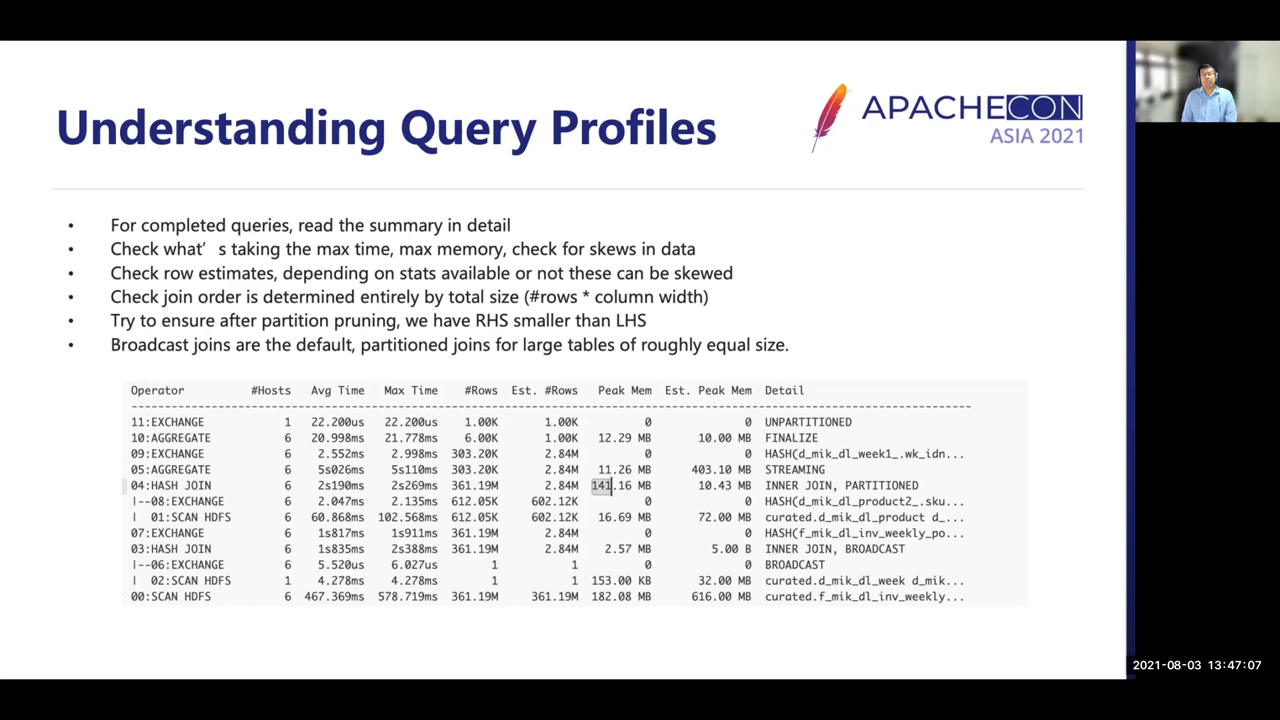 Understanding Query Profiles
APACHECON
ASIA 2021
• For completed queries, read the summary in detail
• Check what's taking the max time, max memory, check for skews in data
• Check row estimates, depending on stats available or not these can be skewed
• Check join order is determined entirely by total size (#rows * column width)
• Try to ensure after partition pruning, we have RHS smaller than LHS
• Broadcast joins are the default, partitioned joins for large tables of roughly equal size.
Operator #Hosts Avg Time Max Time #Rows Est. #Rows Peak Mem Est. Peak Mem Detail
11:EXCHANGE 1 22.200us 22.200us 1.00K 1.00K 0 0 UNPARTITIONED
10:AGGREGATE 6 20.998ms 21.778ms 6.00K 1.00K 12.29 MB 10.00 MB FINALIZE
09:EXCHANGE 6 2.552ms 2.998ms 303.20K 2.84M 0 0 HASH(d_mik_dl_week1_.wk_idn...
05:AGGREGATE 6 5s026ms 5s110ms 303.20K 2.84M 11.26 MB 403.10 MB STREAMING
04:HASH JOIN 6 2s190ms 2s269ms 361.19M 2.84M 141.16 MB 10.43 MB INNER JOIN, PARTITIONED
|--08:EXCHANGE 6 2.047ms 2.135ms 612.05K 602.12K 0 0 HASH(d_mik_dl_product2_.sku...
| 01:SCAN HDFS 6 60.868ms 102.568ms 612.05K 602.12K 16.69 MB 72.00 MB curated.d_mik_dl_product d_...
07:EXCHANGE 6 1s817ms 1s911ms 361.19M 2.84M 0 0 HASH(f_mik_dl_inv_weekly_po...
03:HASH JOIN 6 1s835ms 2s388ms 361.19M 2.84M 2.57 MB 5.00 B INNER JOIN, BROADCAST
|--06:EXCHANGE 6 5.520us 6.027us 1 1 0 0 BROADCAST
| 02:SCAN HDFS 1 4.278ms 4.278ms 1 1 153.00 KB 32.00 MB curated.d_mik_dl_week d_mik...
00:SCAN HDFS 6 467.369ms 578.719ms 361.19M 361.19M 182.08 MB 616.00 MB curated.f_mik_dl_inv_weekly...
2021-08-03 13:47:07